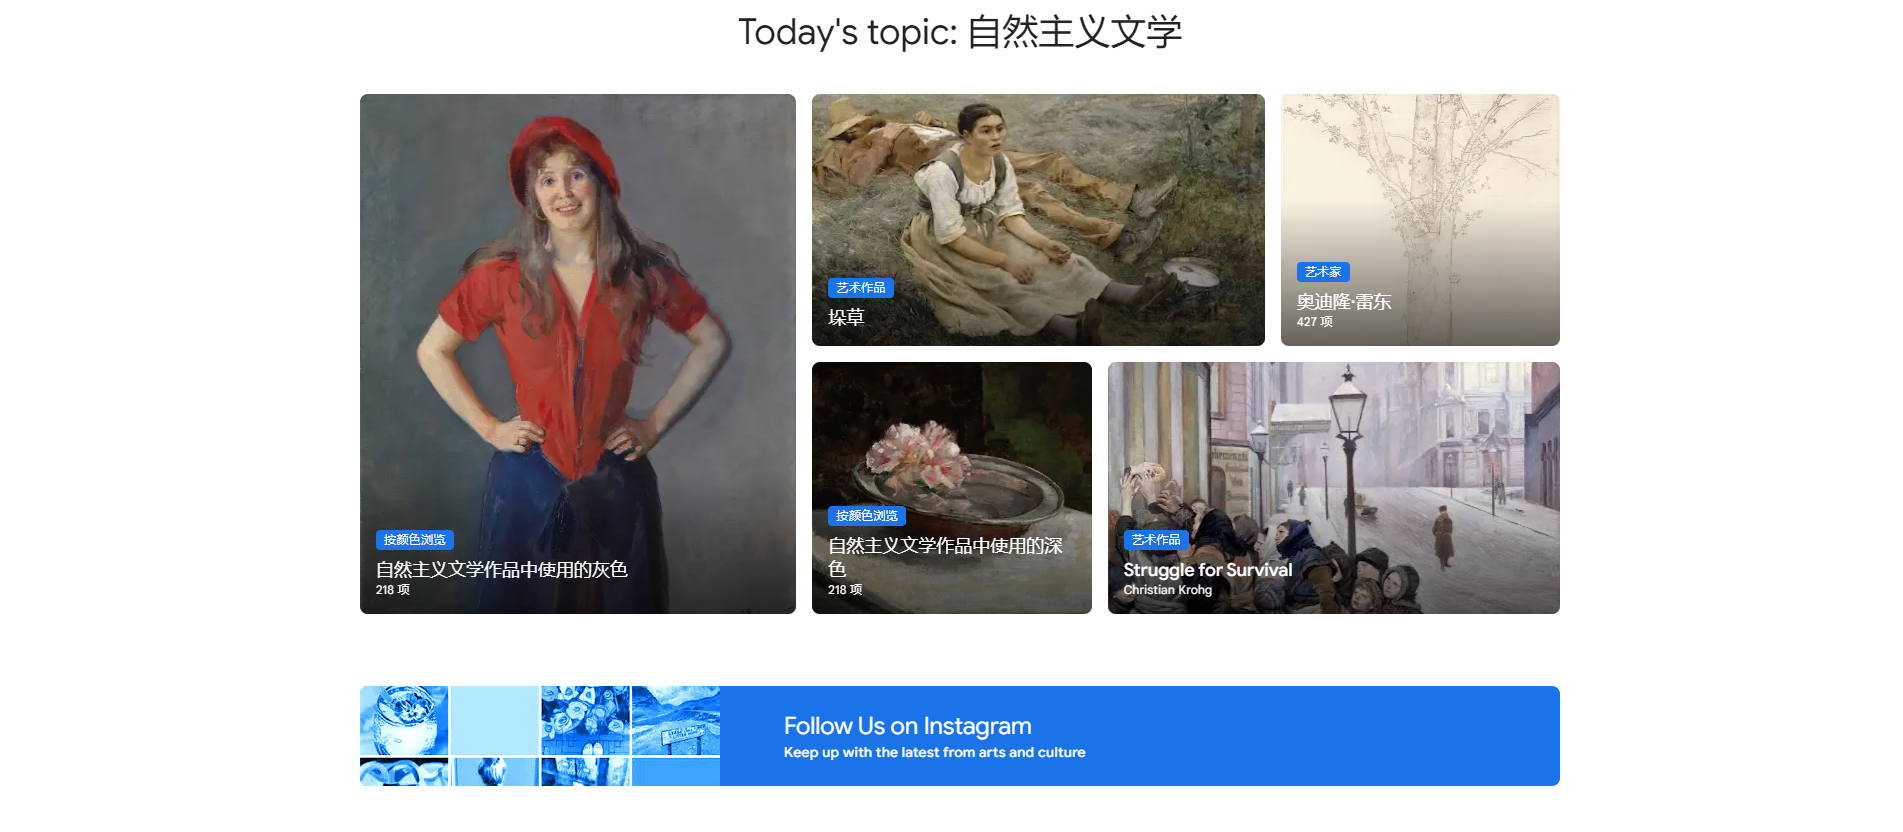 Today's topic: 自然主义文学
按颜色浏览
自然主义文学作品中使用的灰色
218 项
艺术作品
垛草
艺术家
奥迪隆·雷东
427 项
按颜色浏览
自然主义文学作品中使用的深
色
218 项
艺术作品
Struggle for Survival
Christian Krohg
Follow Us on Instagram
Keep up with the latest from arts and culture